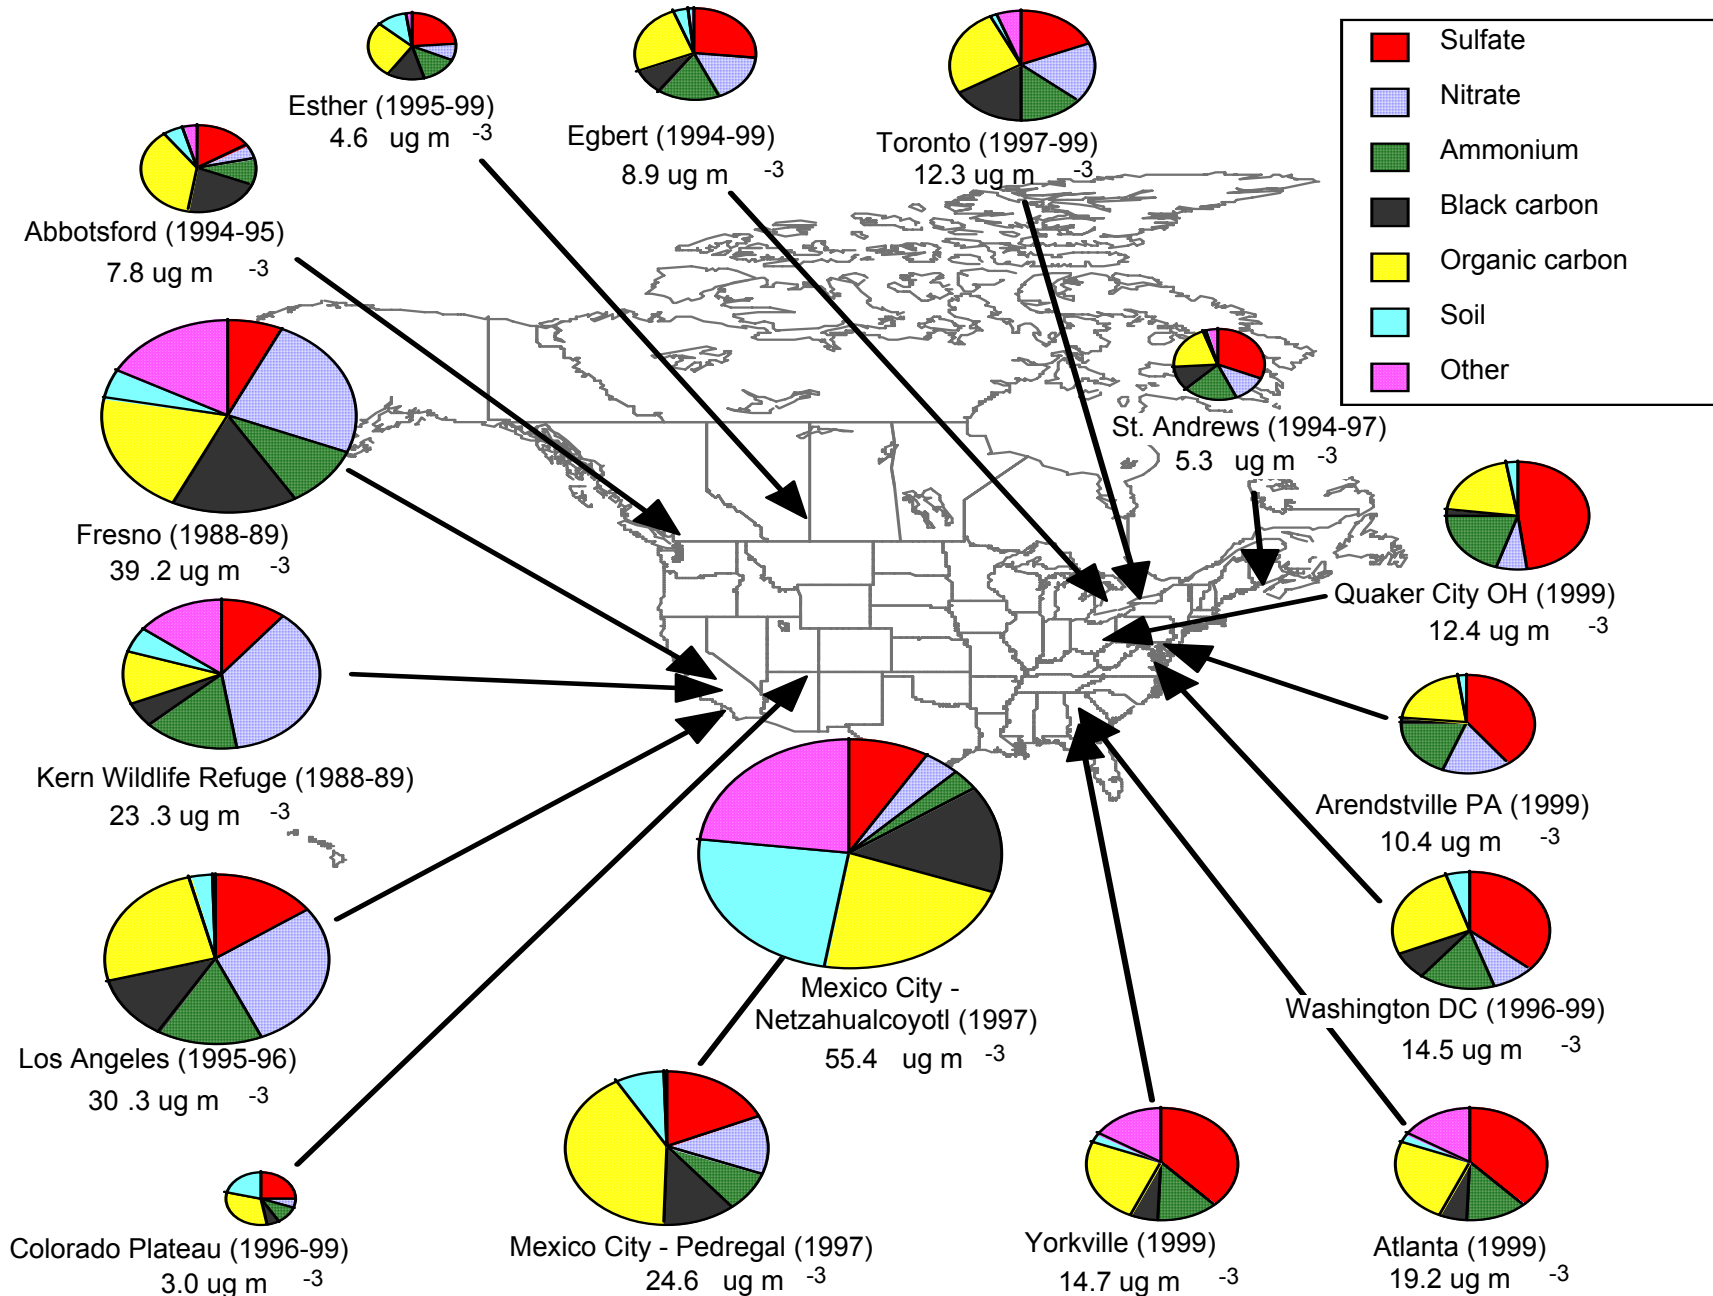 Esther (1995-99)
4.6 ug m -3
Egbert (1994-99)
8.9 ug m -3
Toronto (1997-99)
12.3 ug m -3
Sulfate
Nitrate
Ammonium
Black carbon
Organic carbon
Soil
Other
Abbotsford (1994-95)
7.8 ug m -3
St. Andrews (1994-97)
5.3 ug m -3
Fresno (1988-89)
39 .2 ug m -3
Quaker City OH (1999)
12.4 ug m -3
Kern Wildlife Refuge (1988-89)
23 .3 ug m -3
Arendstville PA (1999)
10.4 ug m -3
Mexico City -
Netzahualcoyotl (1997)
55.4 ug m -3
Washington DC (1996-99)
14.5 ug m -3
Los Angeles (1995-96)
30 .3 ug m -3
Colorado Plateau (1996-99)
3.0 ug m -3
Mexico City - Pedregal (1997)
24.6 ug m -3
Yorkville (1999)
14.7 ug m -3
Atlanta (1999)
19.2 ug m -3